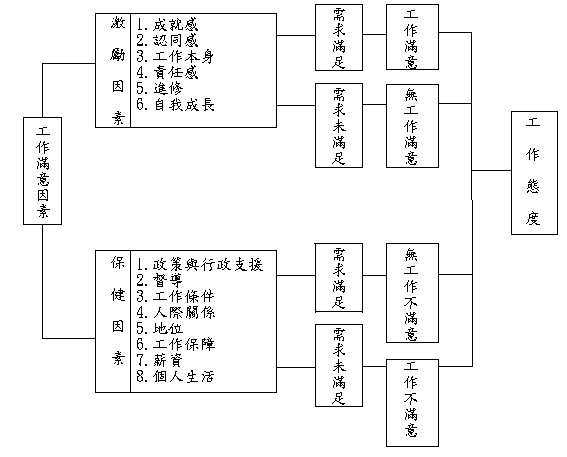 工作滿意因素
激勵因素
1. 成就感
2. 認同感
3. 工作本身
4. 責任感
5. 進修
6. 自我成長
需求滿足
工作滿意
需求未滿足
無工作滿意
保健因素
1. 政策與行政支援
2. 督導
3. 工作條件
4. 人際關係
5. 地位
6. 工作保障
7. 薪資
8. 個人生活
需求滿足
無工作不滿意
需求未滿足
工作不滿意
工作態度